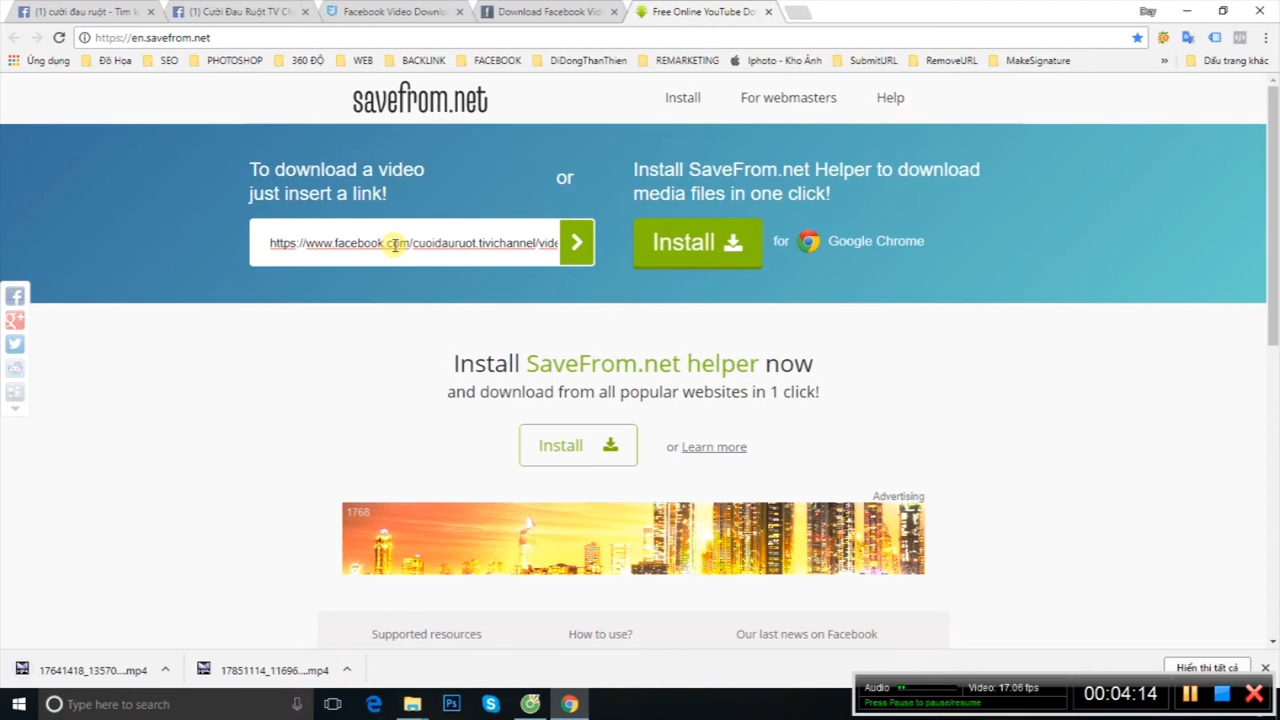 (1) cười đau ruột - Tìm k
(1) Cười Đau Ruột TV Ch
Facebook Video Downlo
Download Facebook Vid
Free Online YouTube Do
Bay
https://en.savefrom.net
Ứng dụng
Đồ Họa
SEO
PHOTOSHOP
360 ĐỘ
WEB
BACKLINK
FACEBOOK
DiDongThanThien
REMARKETING
Iphoto - Kho Ảnh
SubmitURL
RemoveURL
MakeSignature
»
Dấu trang khác
savefrom.net
Install
For webmasters
Help
To download a video
just insert a link!
or
Install SaveFrom.net Helper to download
media files in one click!
https://www.facebook.com/cuoidauruot.tivichannel/vide
Install
for
Google Chrome
Install SaveFrom.net helper now
and download from all popular websites in 1 click!
Install
or Learn more
Advertising
1768
Supported resources
How to use?
Our last news on Facebook
17641418_13570....mp4
17851114_11696....mp4
Hiển thị tất cả
Type here to search
Audio
Video: 17.06 fps
Press Pause to pause/resume
00:04:14